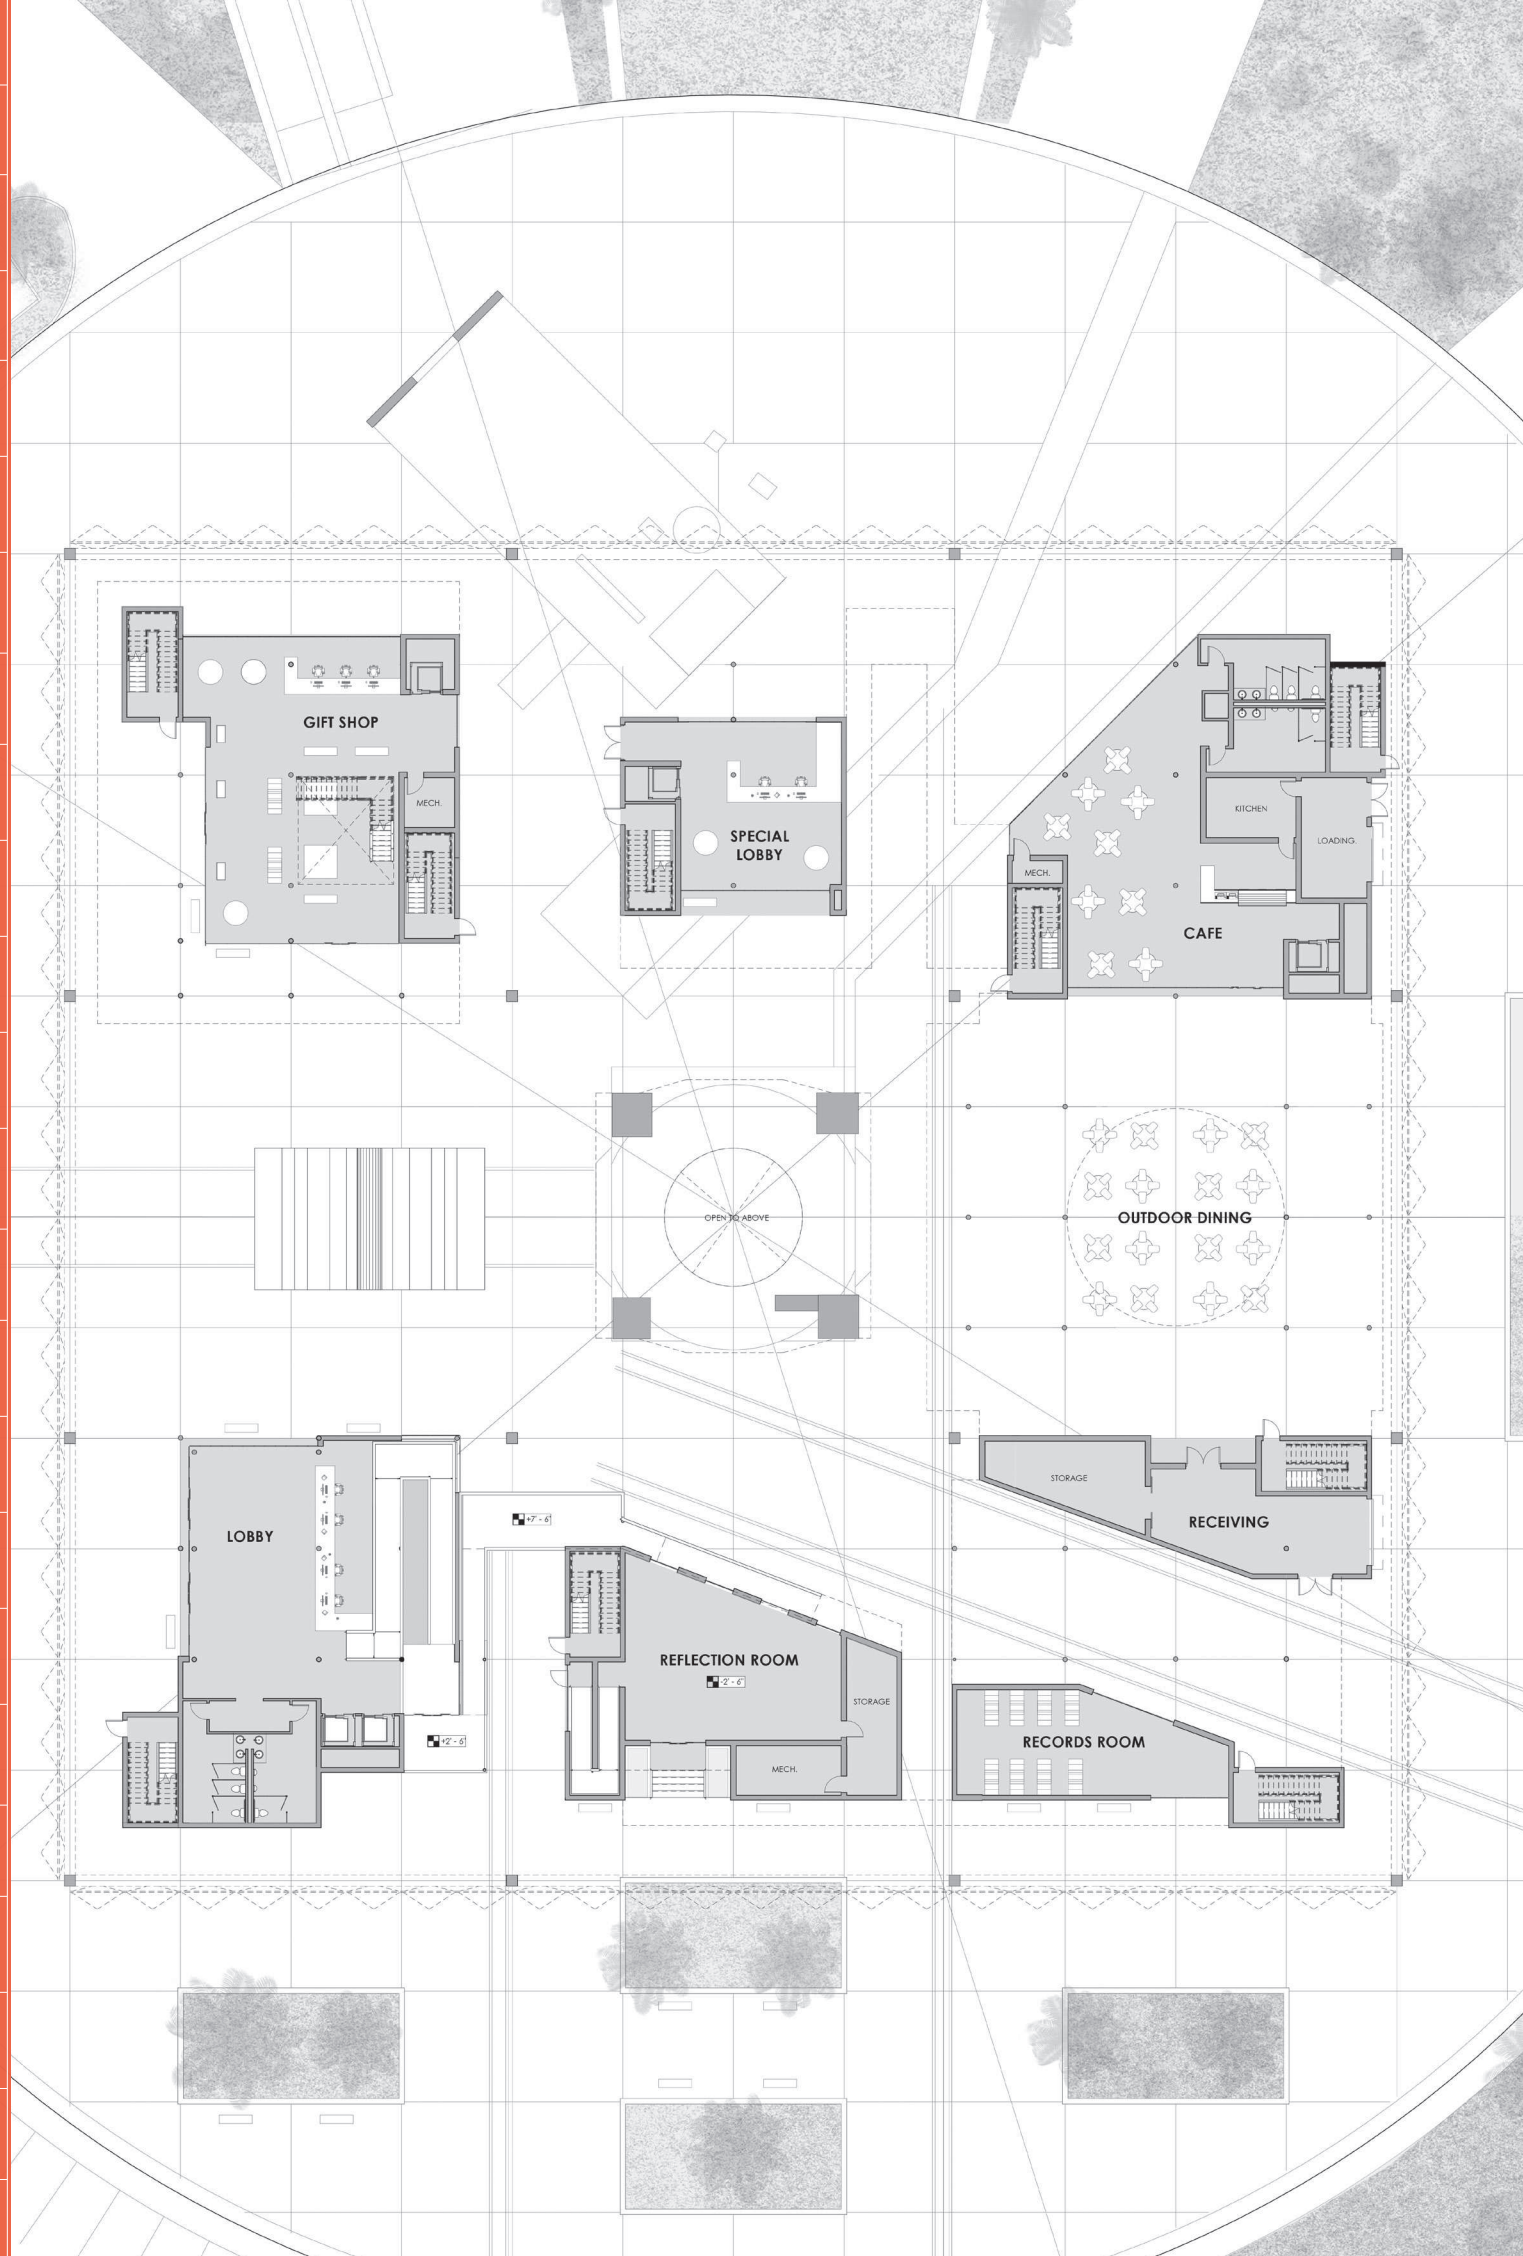 GIFT SHOP
MECH.
SPECIAL
LOBBY
KITCHEN
LOADING
MECH.
CAFE
OPEN TO ABOVE
OUTDOOR DINING
STORAGE
RECEIVING
+7' - 6"
LOBBY
REFLECTION ROOM
-2' - 6"
STORAGE
+2' - 6"
RECORDS ROOM
MECH.